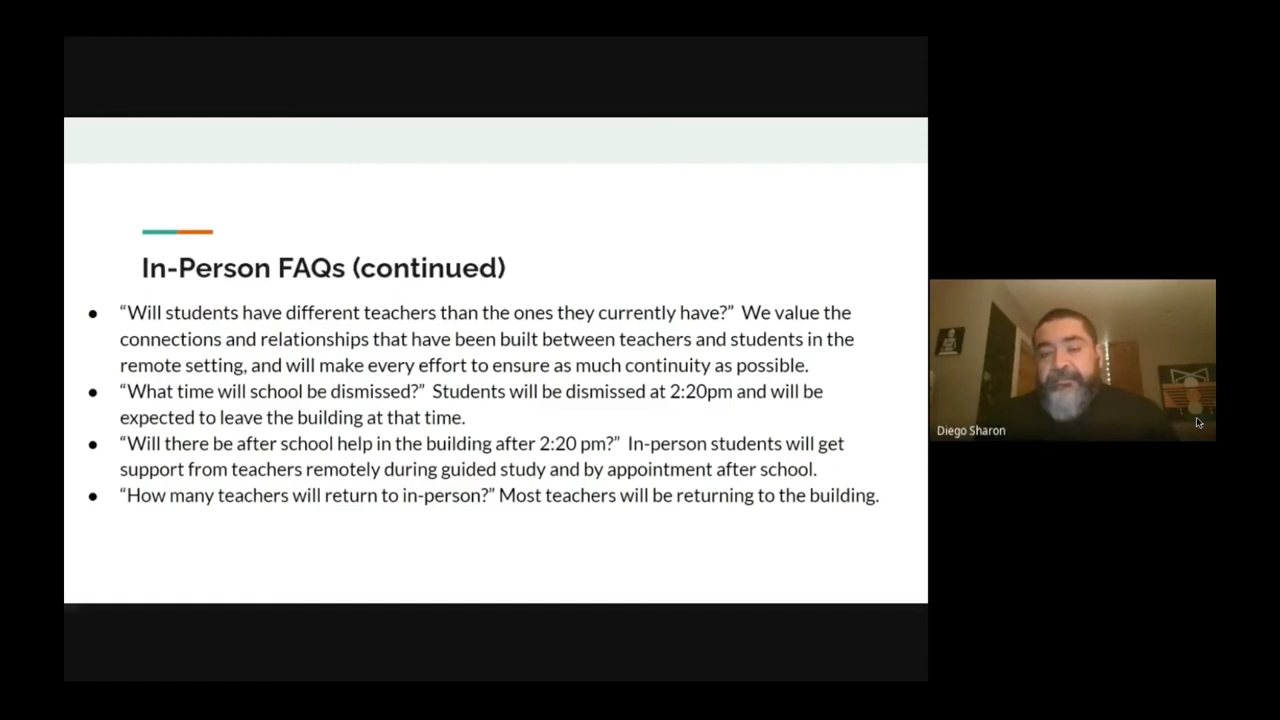 In-Person FAQs (continued)
● “Will students have different teachers than the ones they currently have?”  We value the
connections and relationships that have been built between teachers and students in the
remote setting, and will make every effort to ensure as much continuity as possible.
● “What time will school be dismissed?”  Students will be dismissed at 2:20pm and will be
expected to leave the building at that time.
● “Will there be after school help in the building after 2:20 pm?”  In-person students will get
support from teachers remotely during guided study and by appointment after school.
● “How many teachers will return to in-person?” Most teachers will be returning to the building.
Diego Sharon